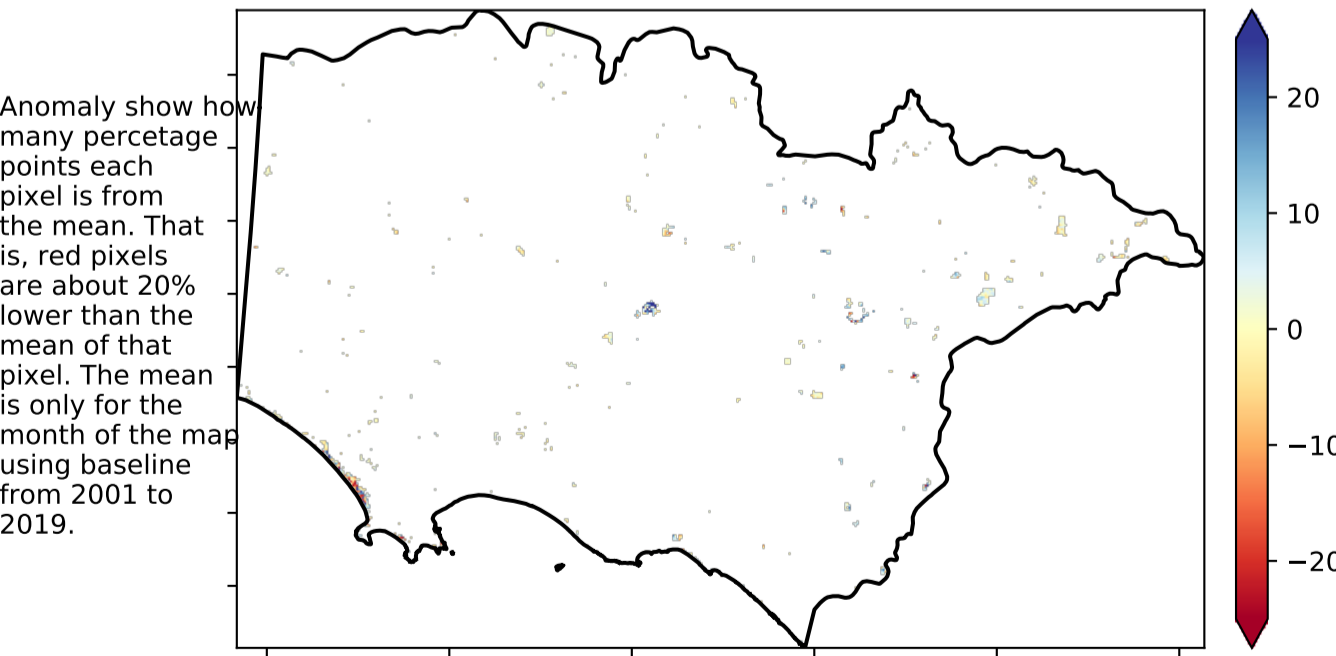 Anomaly show how
many percetage
points each
pixel is from
the mean. That
is, red pixels
are about 20%
lower than the
mean of that
pixel. The mean
is only for the
month of the map
using baseline
from 2001 to
2019.
20
10
0
−10
−20